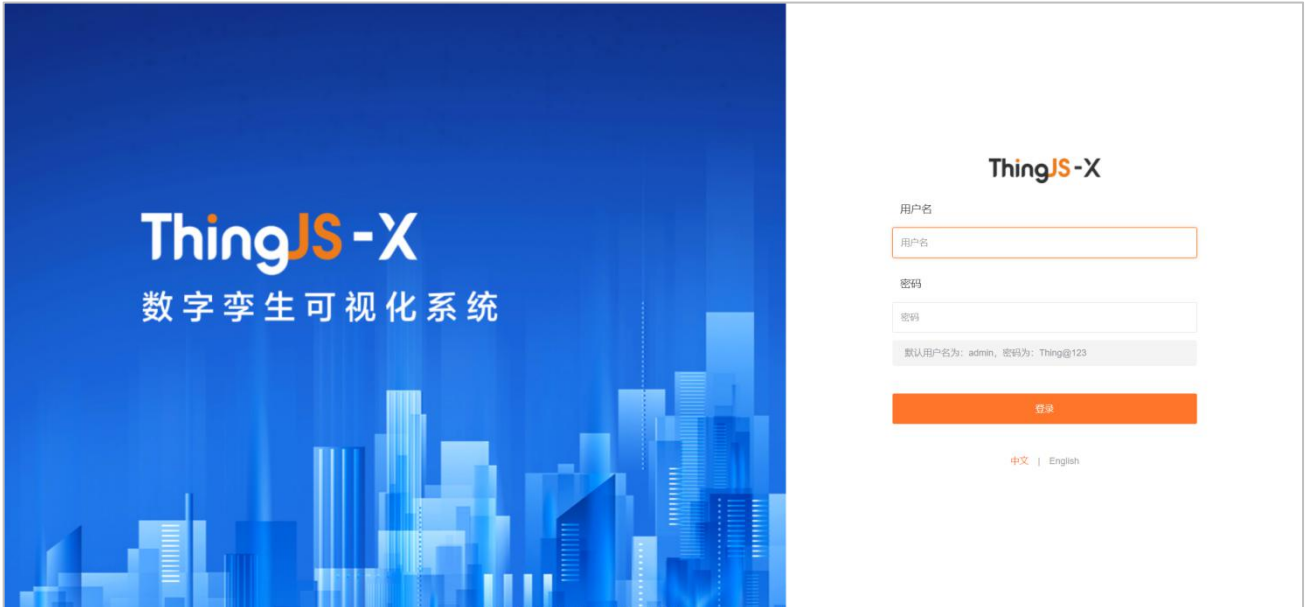 ThingJS-X
数字孪生可视化系统
ThingJS-X
用户名
用户名
密码
密码
默认用户名为：admin，密码为：Thing@123
登录
中文 | English